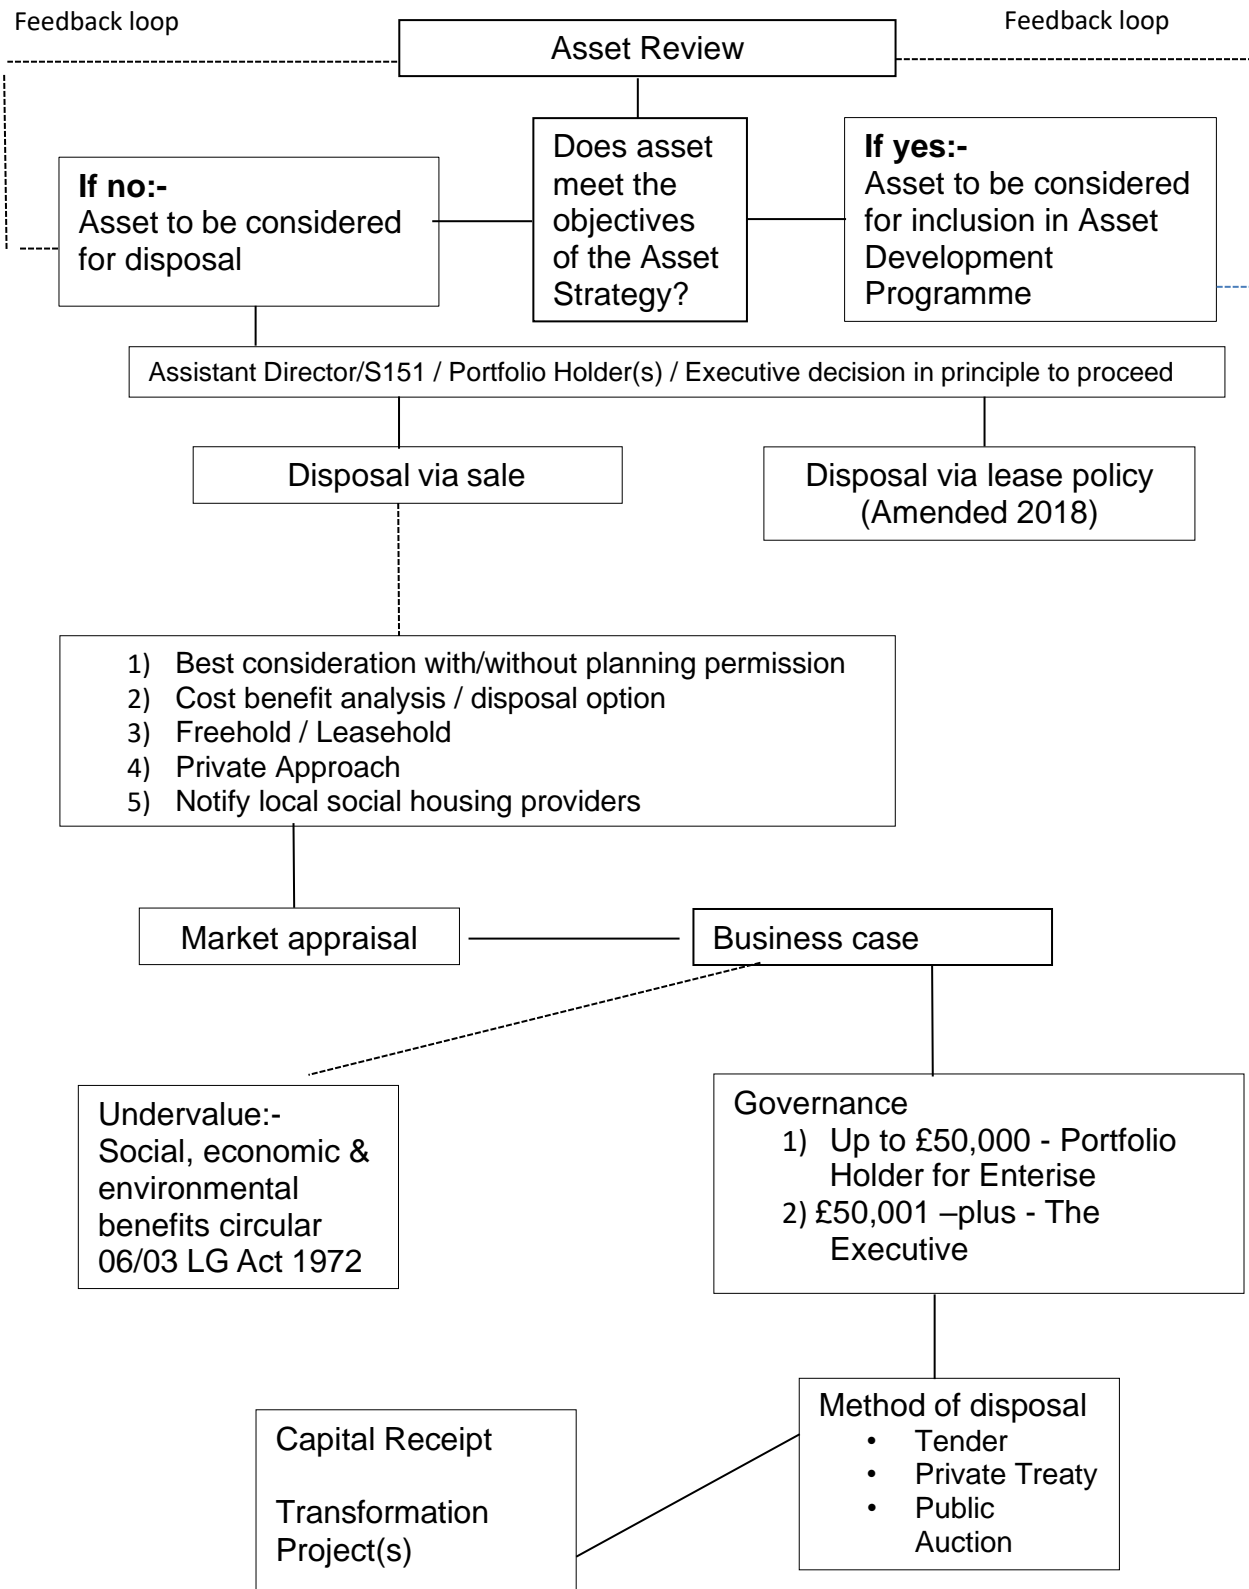 Feedback loop
Feedback loop
Asset Review
If no:-
Asset to be considered
for disposal
Does asset
meet the
objectives
of the Asset
Strategy?
If yes:-
Asset to be considered
for inclusion in Asset
Development
Programme
Assistant Director/S151 / Portfolio Holder(s) / Executive decision in principle to proceed
Disposal via sale
Disposal via lease policy
(Amended 2018)
1) Best consideration with/without planning permission
2) Cost benefit analysis / disposal option
3) Freehold / Leasehold
4) Private Approach
5) Notify local social housing providers
Market appraisal
Business case
Undervalue:-
Social, economic &
environmental
benefits circular
06/03 LG Act 1972
Governance
1) Up to £50,000 - Portfolio
Holder for Enterise
2) £50,001 –plus - The
Executive
Method of disposal
• Tender
• Private Treaty
• Public
Auction
Capital Receipt
Transformation
Project(s)